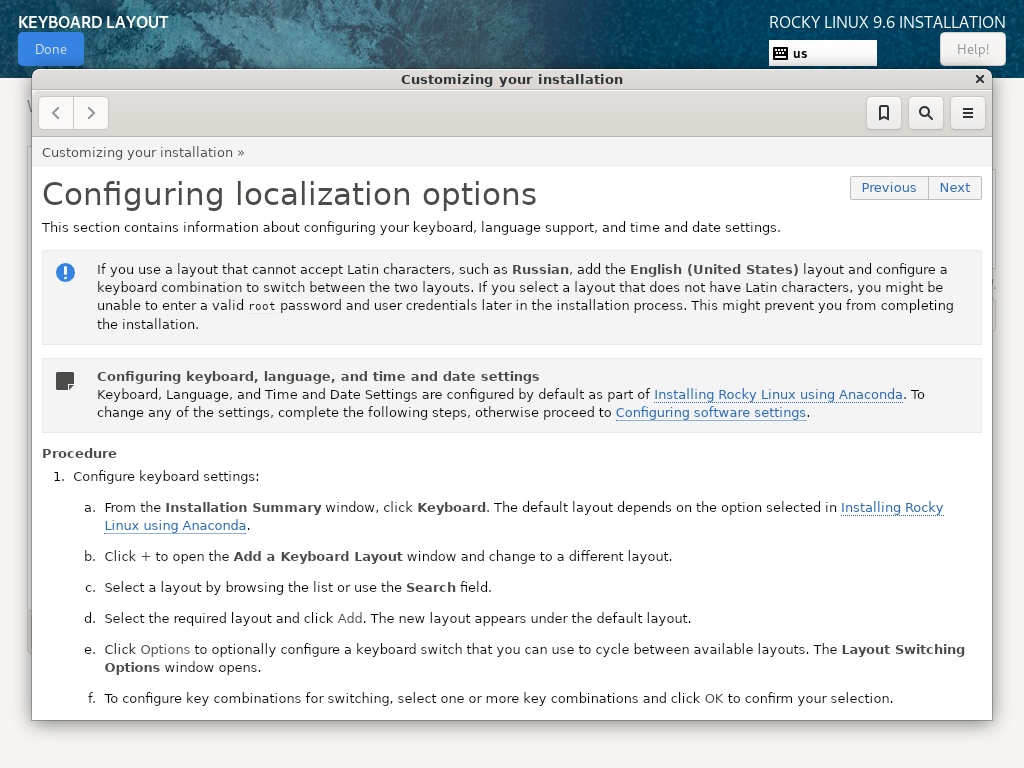 KEYBOARD LAYOUT
ROCKY LINUX 9.6 INSTALLATION
Done
us
Help!
Customizing your installation
Customizing your installation »
Configuring localization options
Previous
Next
This section contains information about configuring your keyboard, language support, and time and date settings.
If you use a layout that cannot accept Latin characters, such as Russian, add the English (United States) layout and configure a
keyboard combination to switch between the two layouts. If you select a layout that does not have Latin characters, you might be
unable to enter a valid root password and user credentials later in the installation process. This might prevent you from completing
the installation.
Configuring keyboard, language, and time and date settings
Keyboard, Language, and Time and Date Settings are configured by default as part of Installing Rocky Linux using Anaconda. To
change any of the settings, complete the following steps, otherwise proceed to Configuring software settings.
Procedure
1. Configure keyboard settings:
a. From the Installation Summary window, click Keyboard. The default layout depends on the option selected in Installing Rocky
Linux using Anaconda.
b. Click + to open the Add a Keyboard Layout window and change to a different layout.
c. Select a layout by browsing the list or use the Search field.
d. Select the required layout and click Add. The new layout appears under the default layout.
e. Click Options to optionally configure a keyboard switch that you can use to cycle between available layouts. The Layout Switching
Options window opens.
f. To configure key combinations for switching, select one or more key combinations and click OK to confirm your selection.